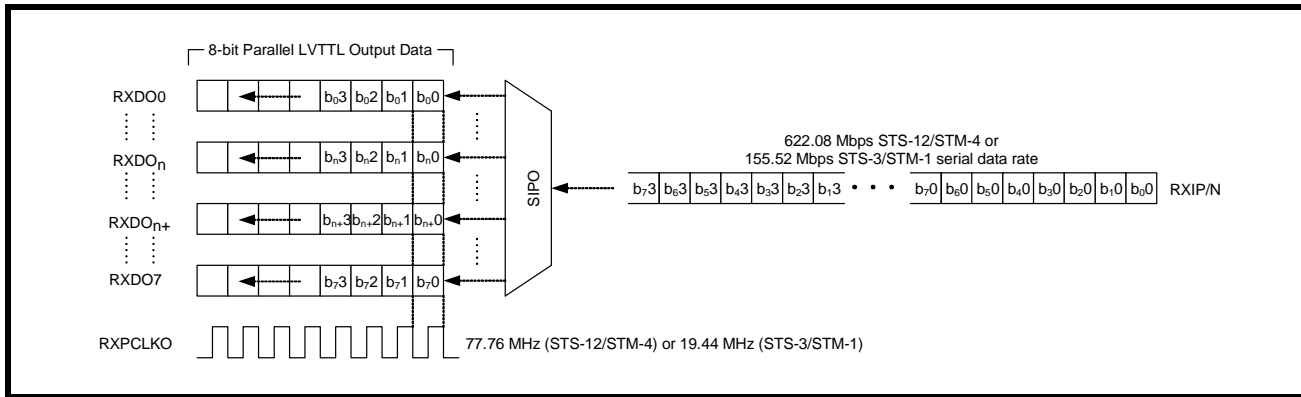 8-bit Parallel LVTTL Output Data
RXDO0
b₀3 b₀2 b₁1 b₀0
RXDOₙ
bₙ3 bₙ2 bₙ1 bₙ0
RXDOₙ₊
bₙ₊3 bₙ₊2 bₙ₊1 bₙ₊0
RXDO7
b₇3 b₇2 b₇1 b₇0
SIPO
622.08 Mbps STS-12/STM-4 or
155.52 Mbps STS-3/STM-1 serial data rate
b₇3 b₆3 b₅3 b₄3 b₃3 b₂3 b₁3 b₇0 b₆0 b₅0 b₄0 b₃0 b₂0 b₁0 b₀0 RXIP/N
RXPCLKO
77.76 MHz (STS-12/STM-4) or 19.44 MHz (STS-3/STM-1)